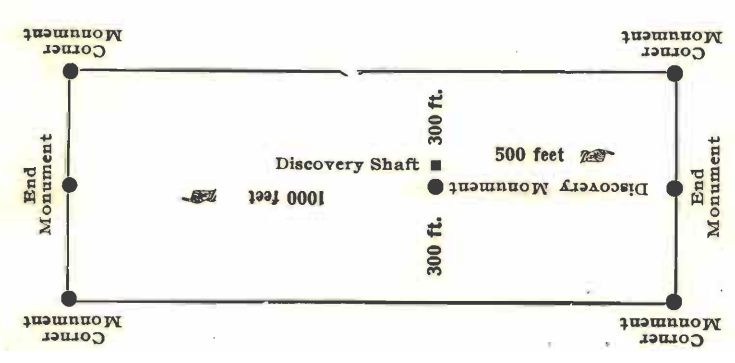 Corner
Monument
Corner
Monument
300 ft.
500 feet
Discovery Shaft
End
Monument
Discovery Monument
End
Monument
1000 feet
300 ft.
Corner
Monument
Corner
Monument